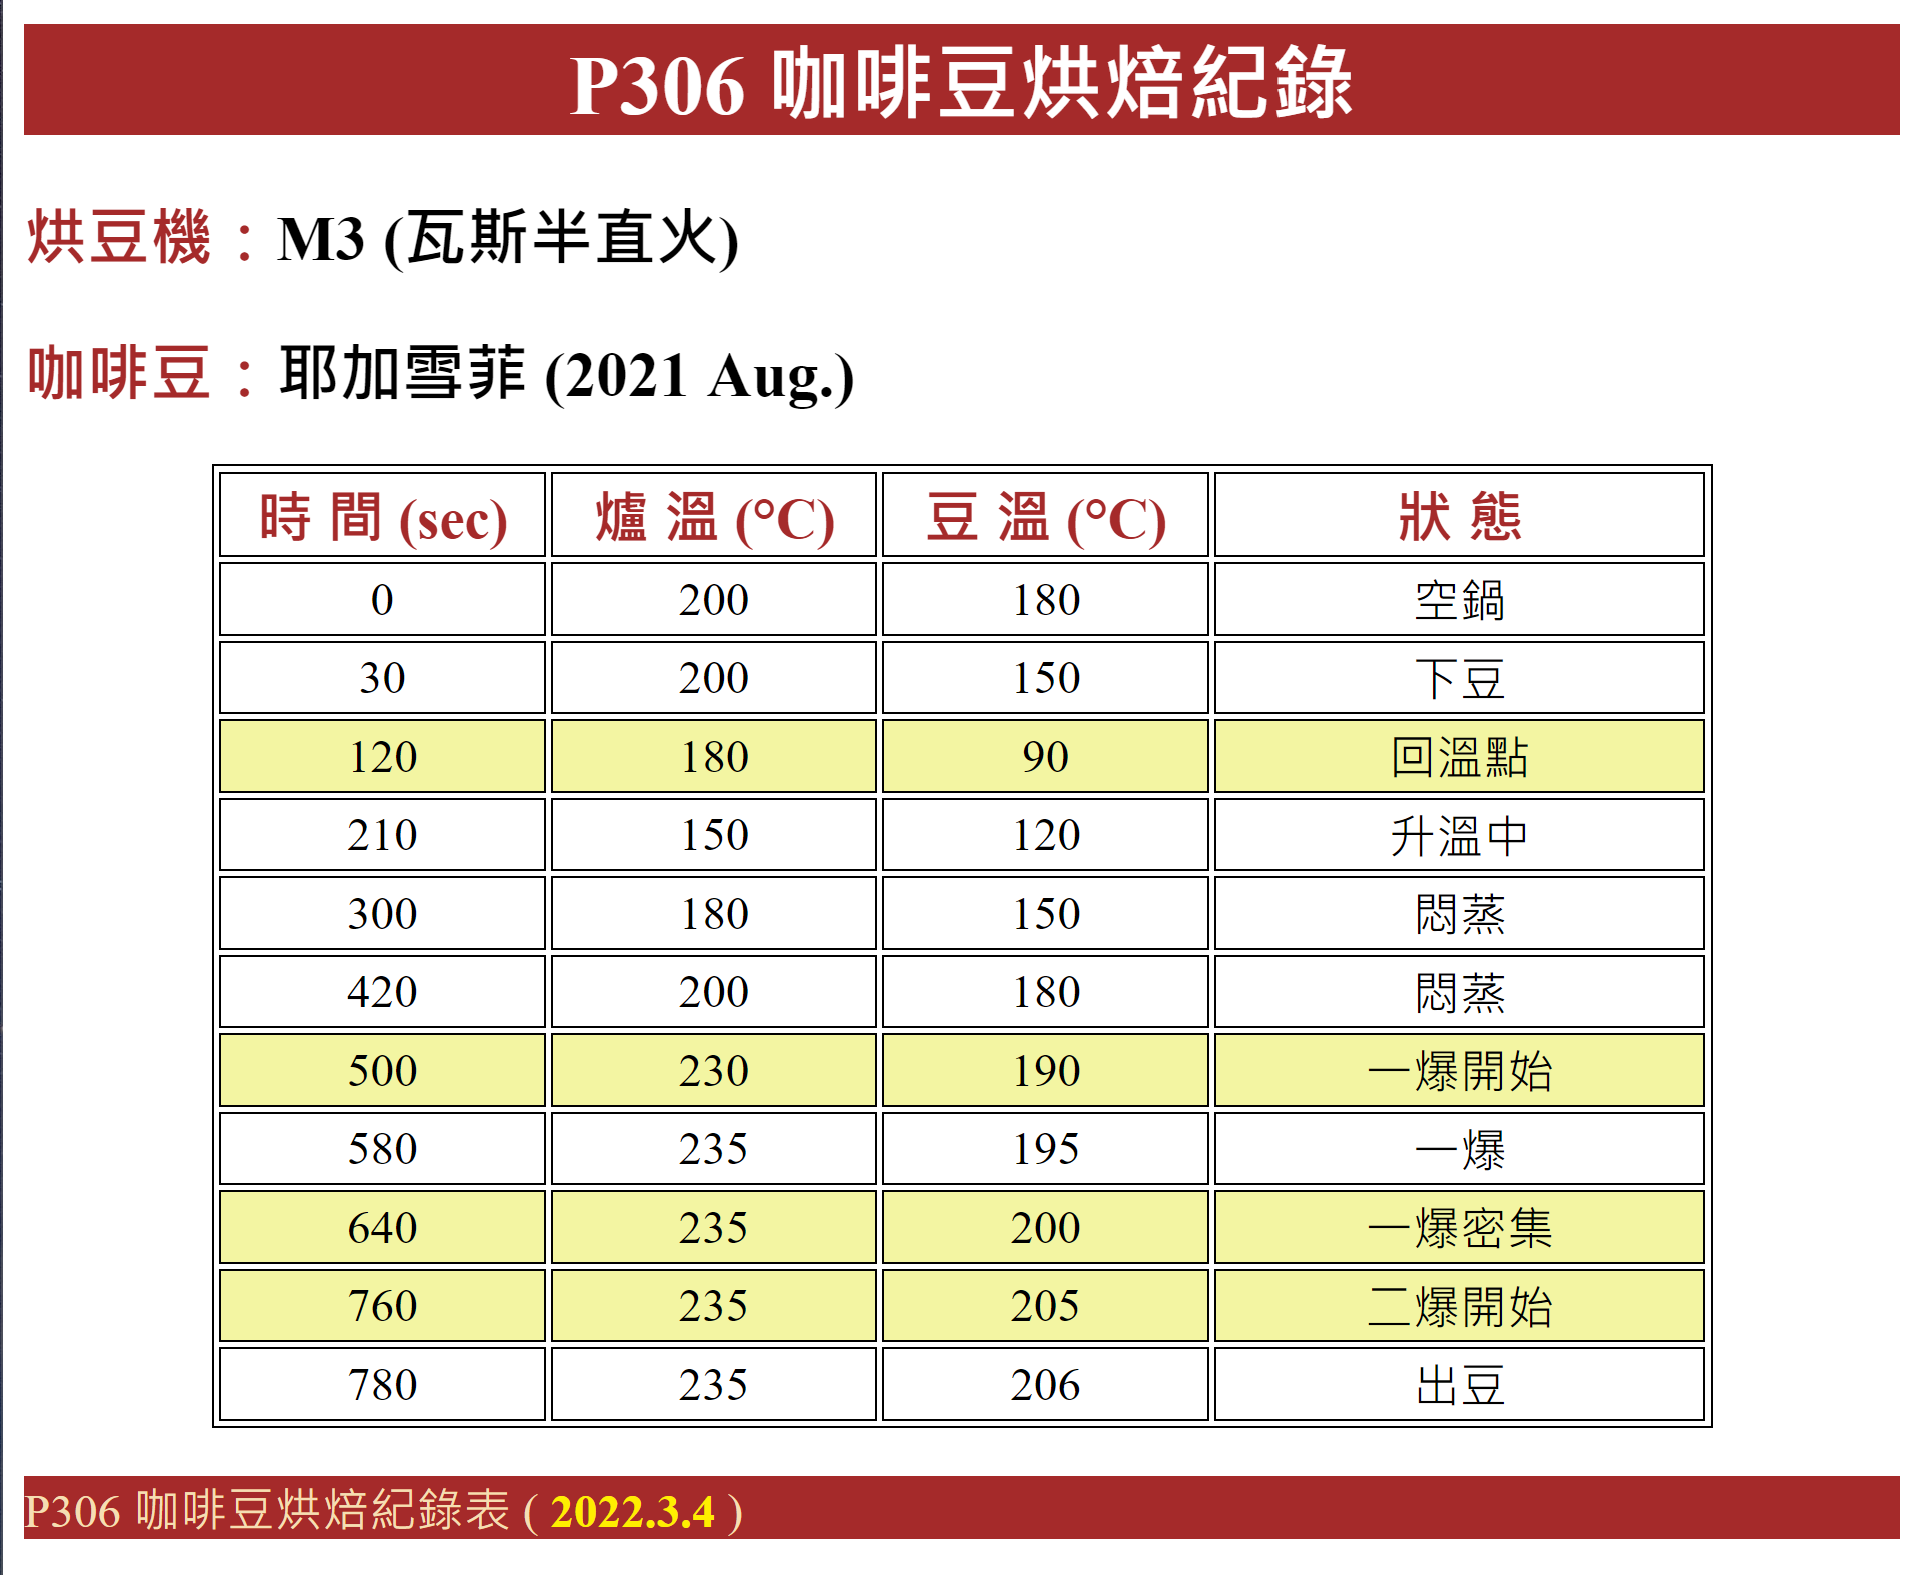 P306 咖啡豆烘焙紀錄
烘豆機：M3 (瓦斯半直火)
咖啡豆：耶加雪菲 (2021 Aug.)
時 間 (sec) 爐 溫 (°C) 豆 溫 (°C) 狀 態
0 200 180 空鍋
30 200 150 下豆
120 180 90 回溫點
210 150 120 升溫中
300 180 150 悶蒸
420 200 180 悶蒸
500 230 190 一爆開始
580 235 195 一爆
640 235 200 一爆密集
760 235 205 二爆開始
780 235 206 出豆
P306 咖啡豆烘焙紀錄表 ( 2022.3.4 )